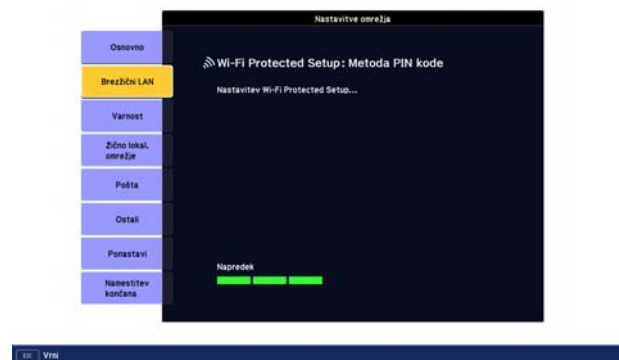 Nastavitve omrežja
Osnovno
Brezžični LAN
Varnost
Žično lokal.
omrežje
Pošta
Ostali
Ponastavi
Namestitev
končana
Wi-Fi Protected Setup: Metoda PIN kode
Nastavitev Wi-Fi Protected Setup...
Napredek
Vrni